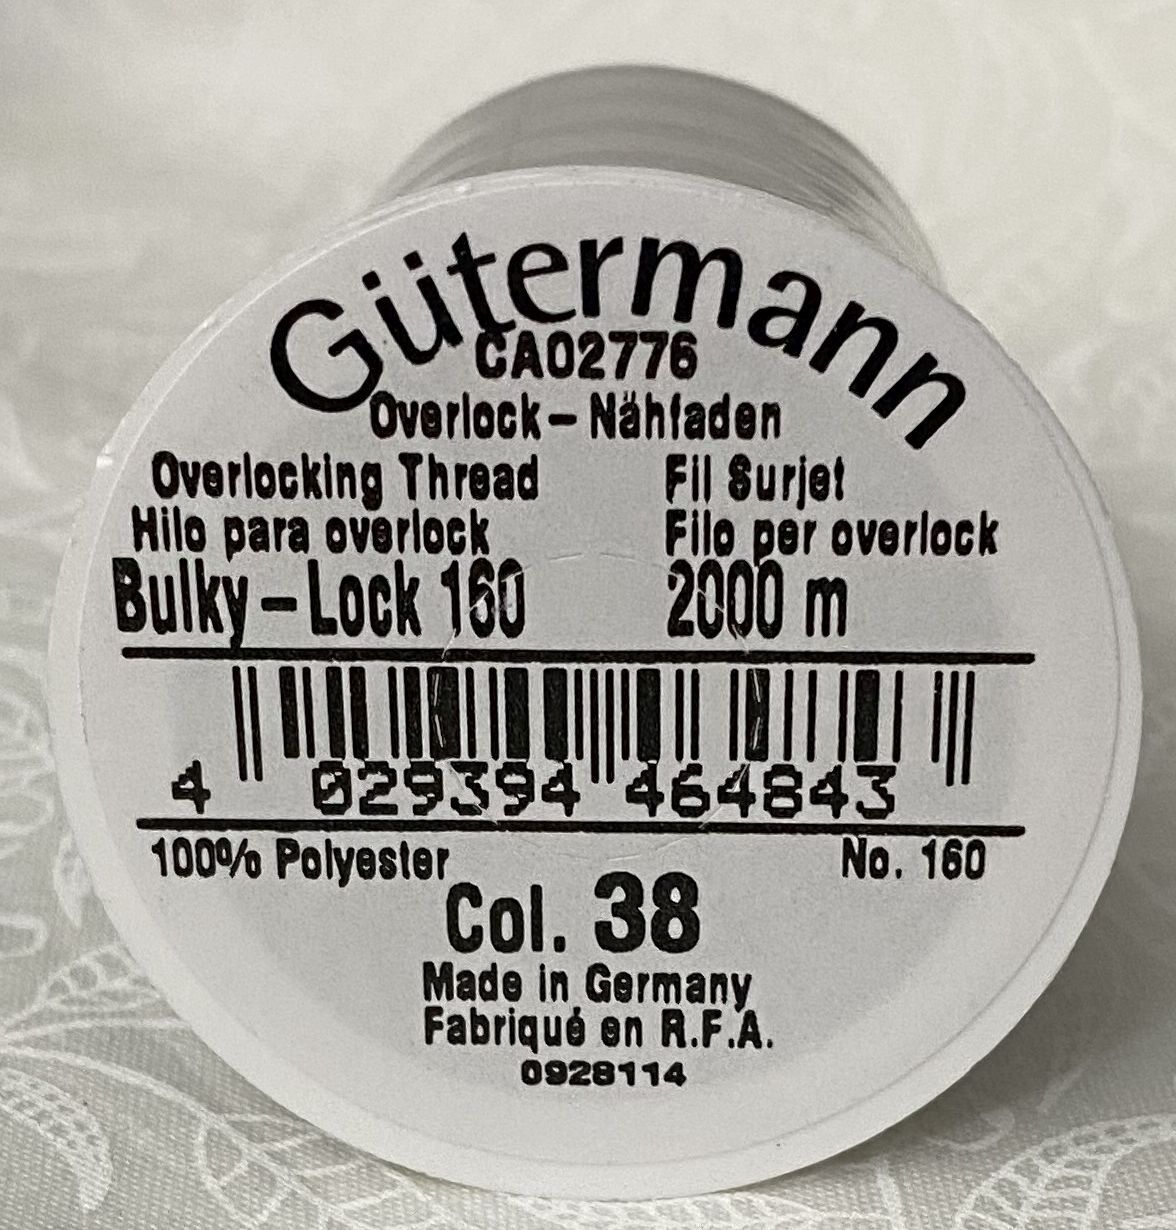 Gütermann
CA02776
Overlock-Nähfaden
Overlocking Thread Fil Surjet
Hilo para overlock Filo per overlock
Bulky-Lock 160 2000 m
4 029394 464843
100% Polyester No. 160
Col. 38
Made in Germany
Fabriqué en R.F.A.
0928114